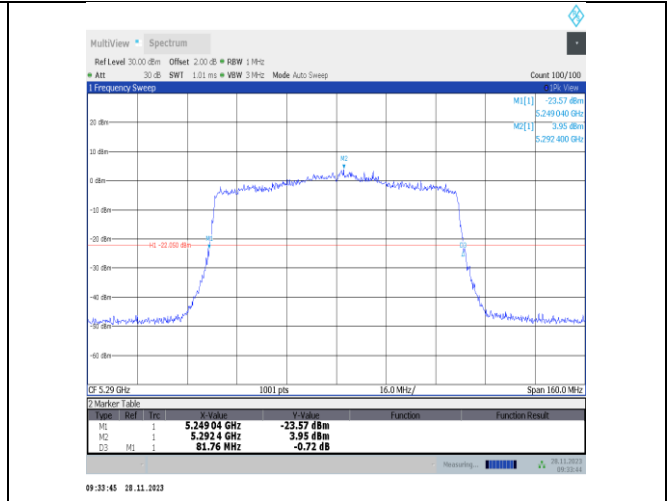 MultiView Spectrum
Ref Level 30.00 dBm Offset 2.00 dB RBW 1 MHz
Att 30 dB SWT 1.01 ms VBW 3 MHz Mode Auto Sweep Count 100/100
1 Frequency Sweep 1Pk View
M1[1] -23.57 dBm
5.249040 GHz
M2[1] 3.95 dBm
5.292400 GHz
20 dBm
10 dBm
M2
0 dBm
-10 dBm
-20 dBm
M1
H1 -22.050 dBm
D3
-30 dBm
-40 dBm
-50 dBm
-60 dBm
CF 5.29 GHz 1001 pts 16.0 MHz/ Span 160.0 MHz
2 Marker Table
Type Ref Trc X-Value Y-Value Function Function Result
M1 1 5.249 04 GHz -23.57 dBm
M2 1 5.292 4 GHz 3.95 dBm
D3 M1 1 81.76 MHz -0.72 dB
Measuring... 28.11.2023
09:33:44
09:33:45 28.11.2023